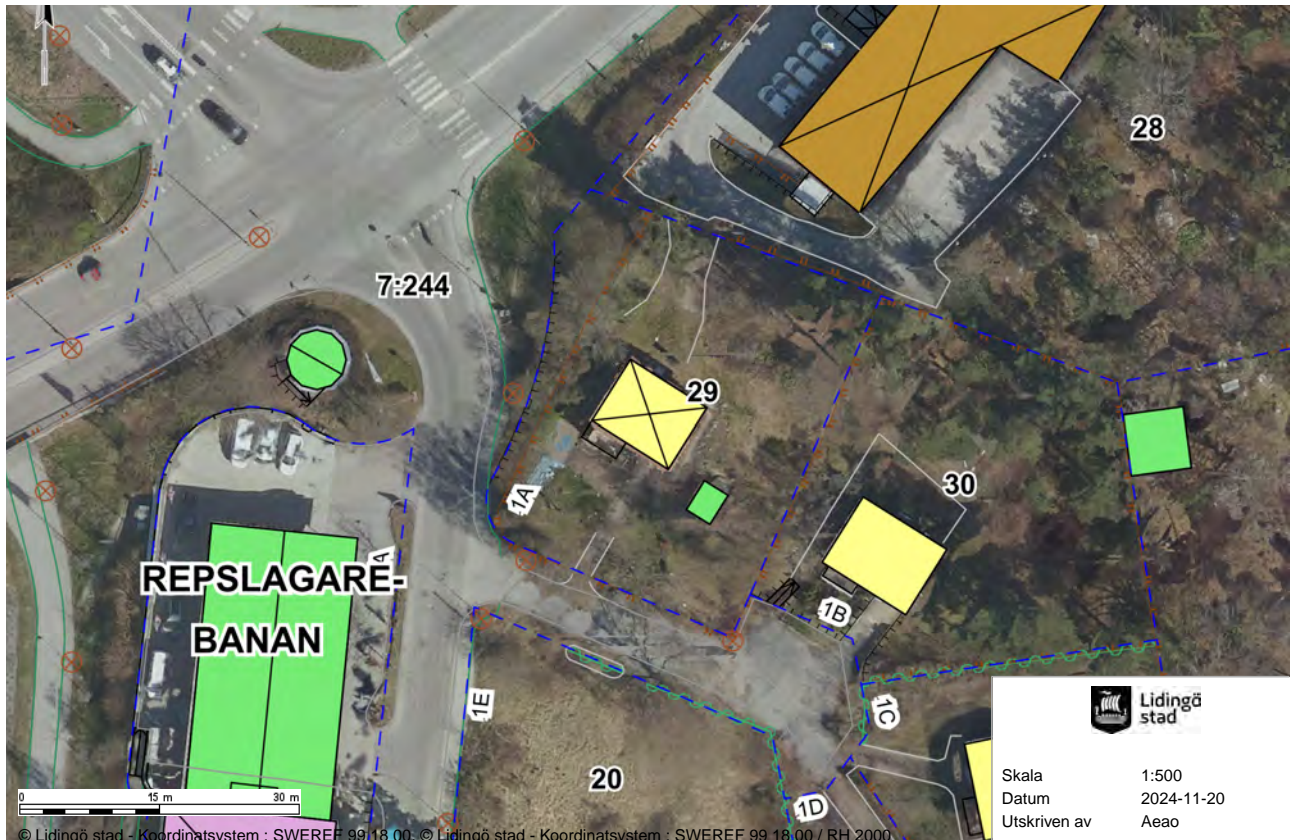 28
7:244
29
1A
30
A
REPSLAGARE-
BANAN
1B
1E
1C
20
1D
Lidingö
stad
Skala 1:500
Datum 2024-11-20
Utskriven av Aeao
0 15 m 30 m
© Lidingö stad - Koordinatsystem : SWEREF 99 18 00 © Lidingö stad - Koordinatsystem : SWEREF 99 18 00 / RH 2000